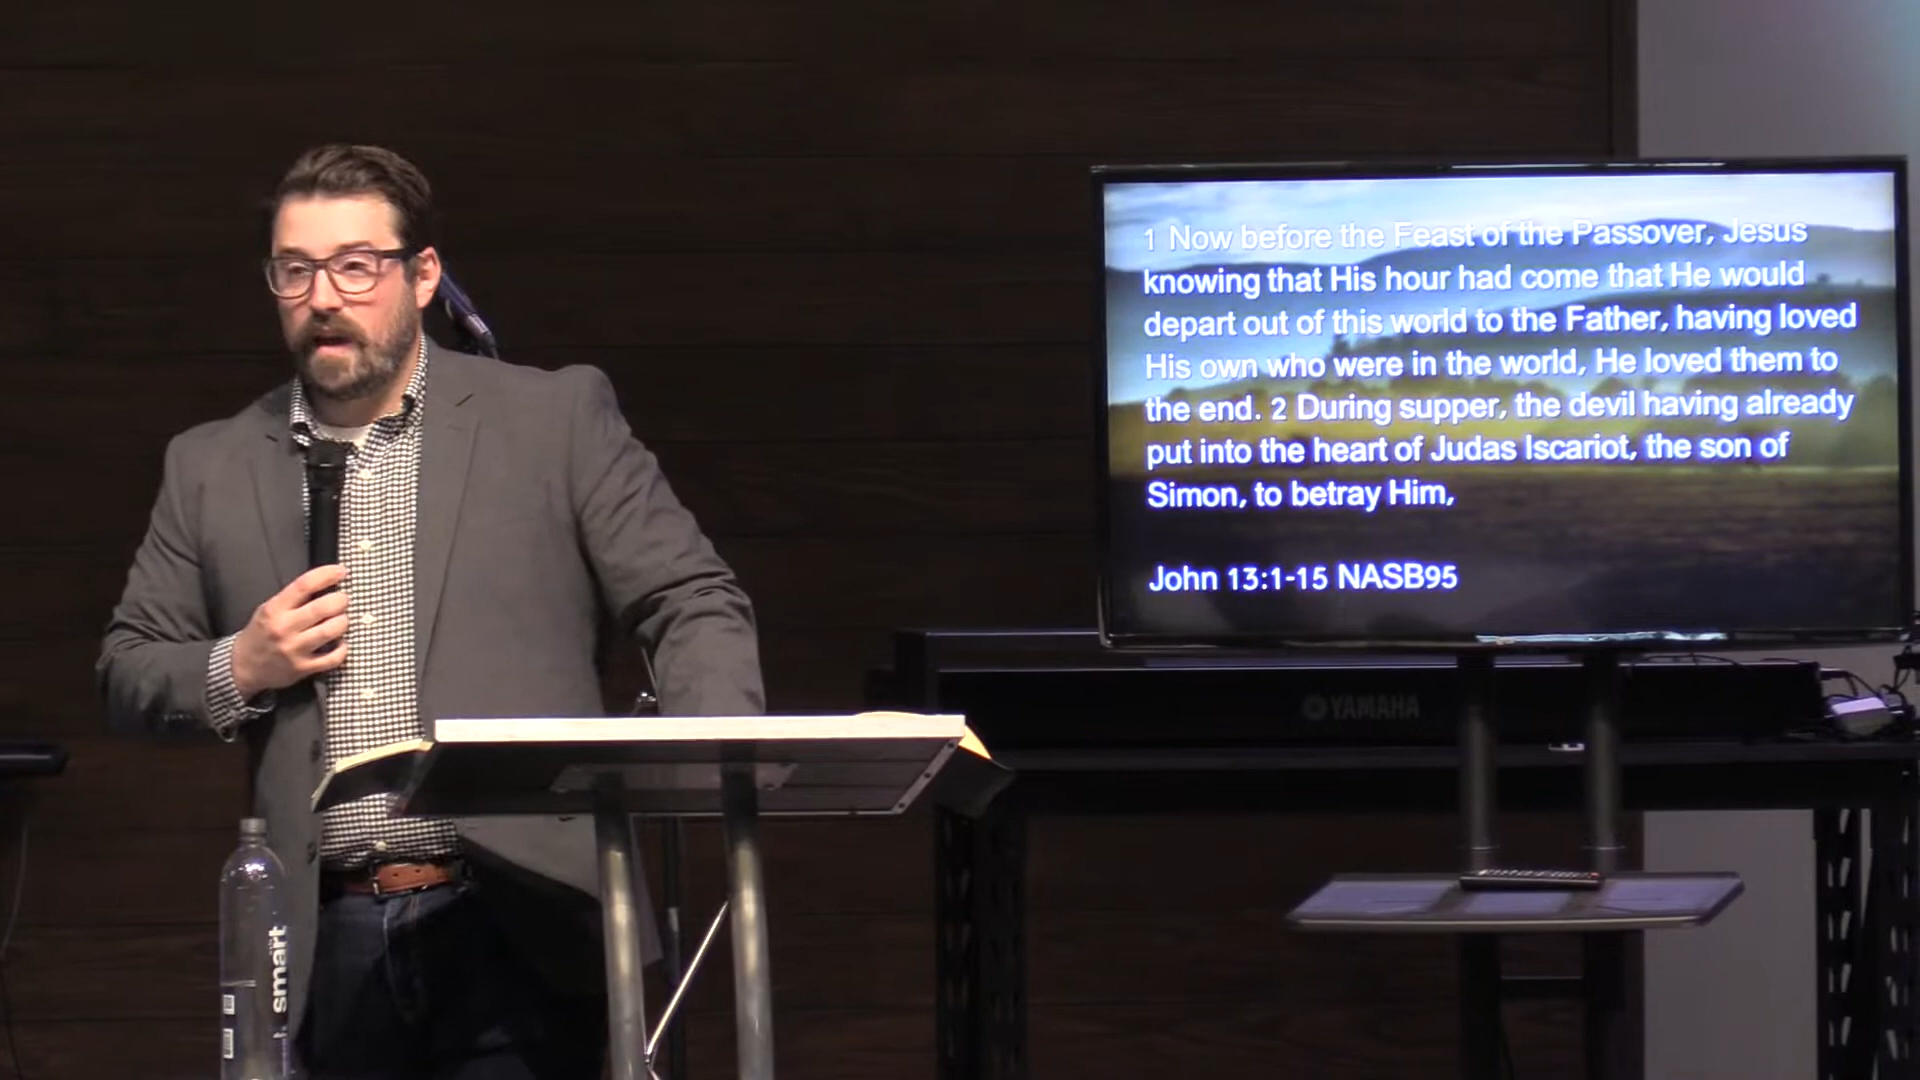 1 Now before the Feast of the Passover, Jesus
knowing that His hour had come that He would
depart out of this world to the Father, having loved
His own who were in the world, He loved them to
the end. 2 During supper, the devil having already
put into the heart of Judas Iscariot, the son of
Simon, to betray Him,
John 13:1-15 NASB95
YAMAHA
smart